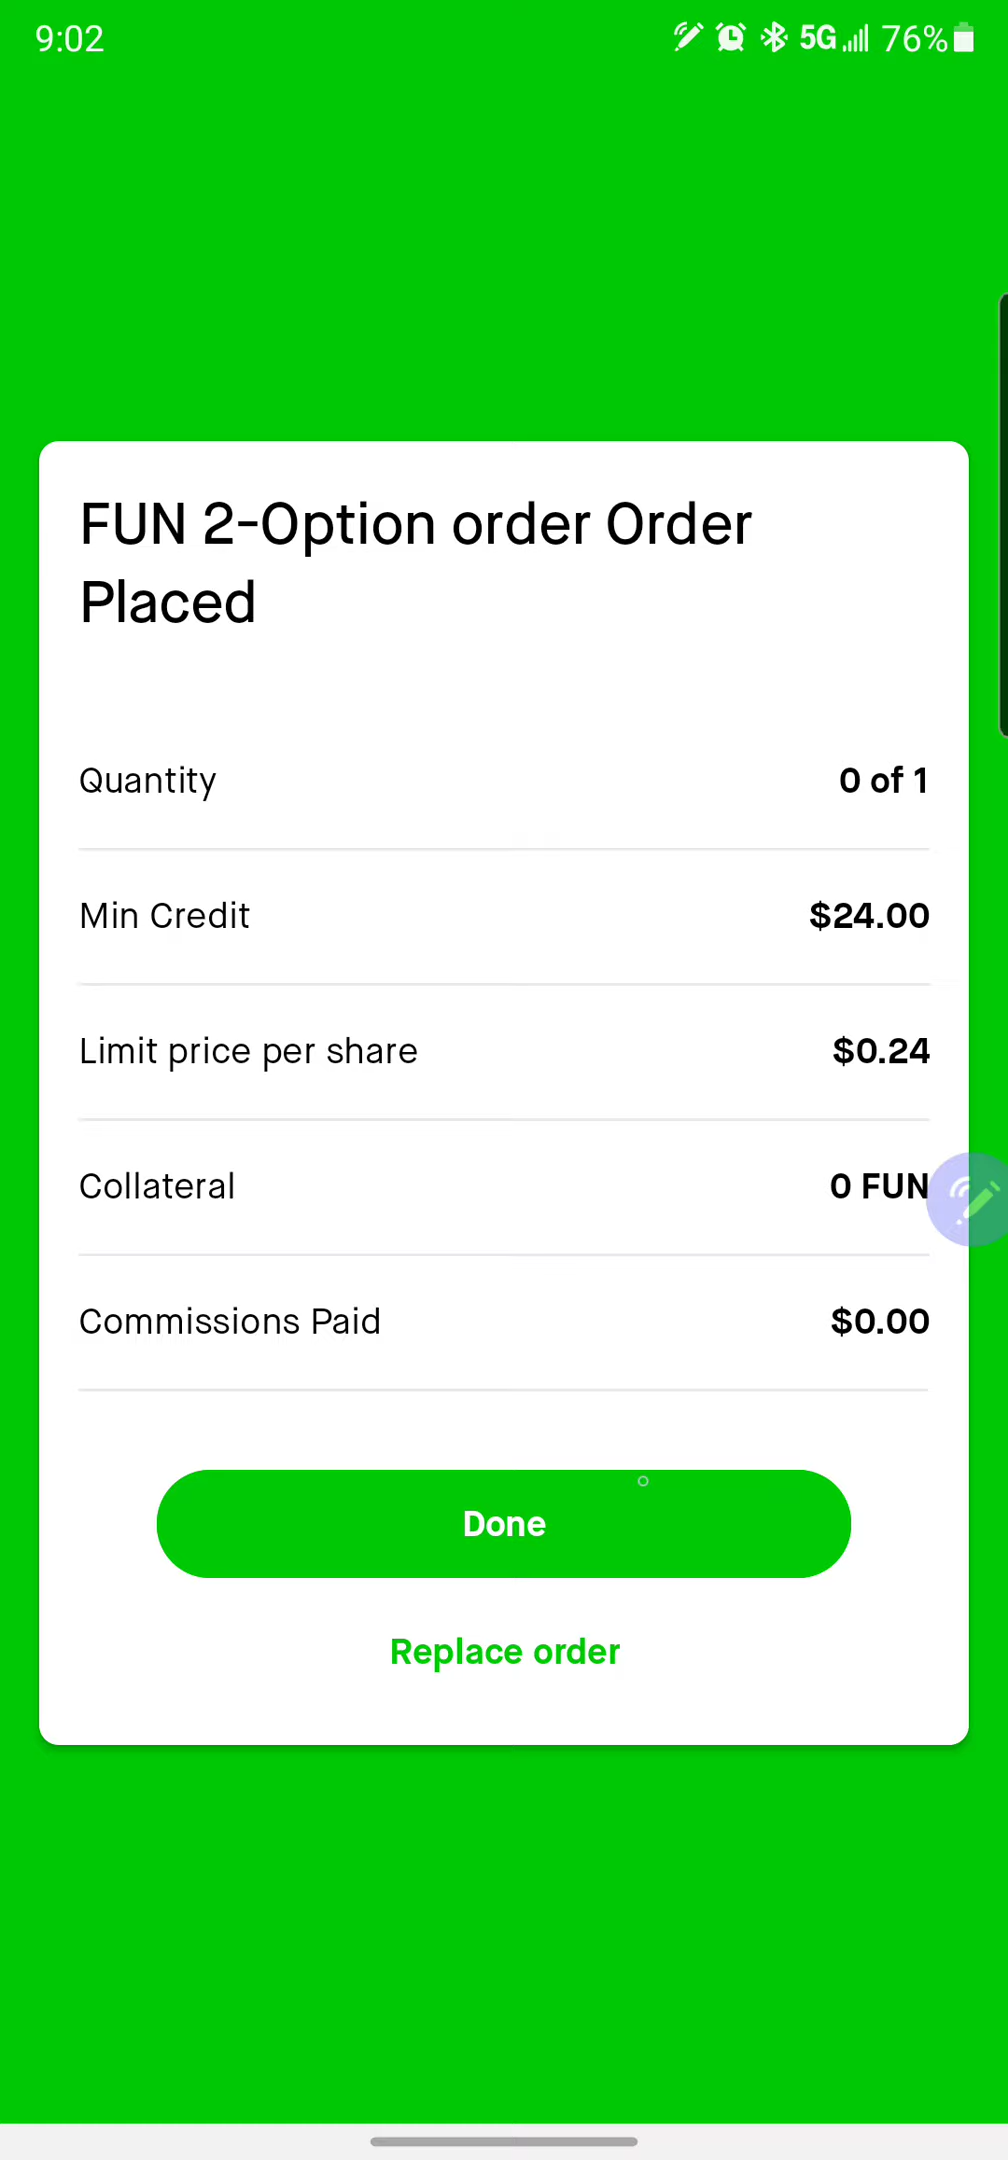 9:02 5G 76%
FUN 2-Option order Order
Placed
Quantity 0 of 1
Min Credit $24.00
Limit price per share $0.24
Collateral 0 FUN
Commissions Paid $0.00
Done
Replace order